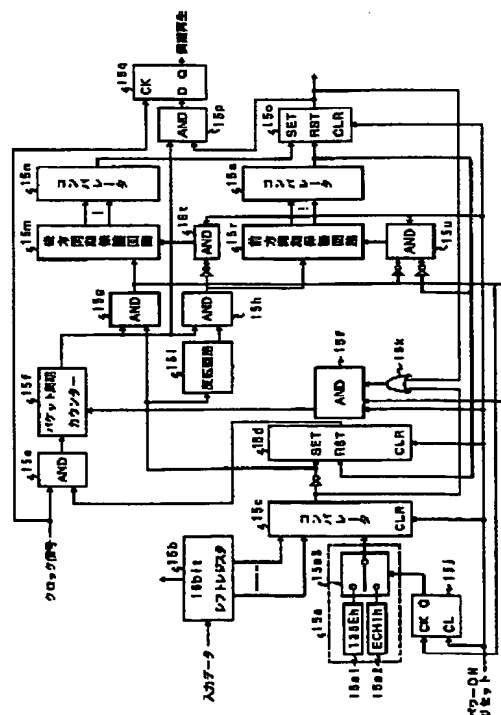 15q
CK
D Q
同期再生
AND
15p
15n
コンパレータ
15o
SET
RST
CLR
15s
コンパレータ
15m
後方同期保護回路
15t
AND
15r
前方同期保護回路
AND
15u
15g
AND
AND
15h
15i
反転回路
15f
パケット同期
カウンター
15e
AND
クロック信号
AND
15k
15d
SET
RST
CLR
15c
コンパレータ
CLR
15b
16bit
シフトレジスタ
入力データ
15a3
15a
135Eh
15a1
15a2
15j
CK Q
CL
パワーON
リセット